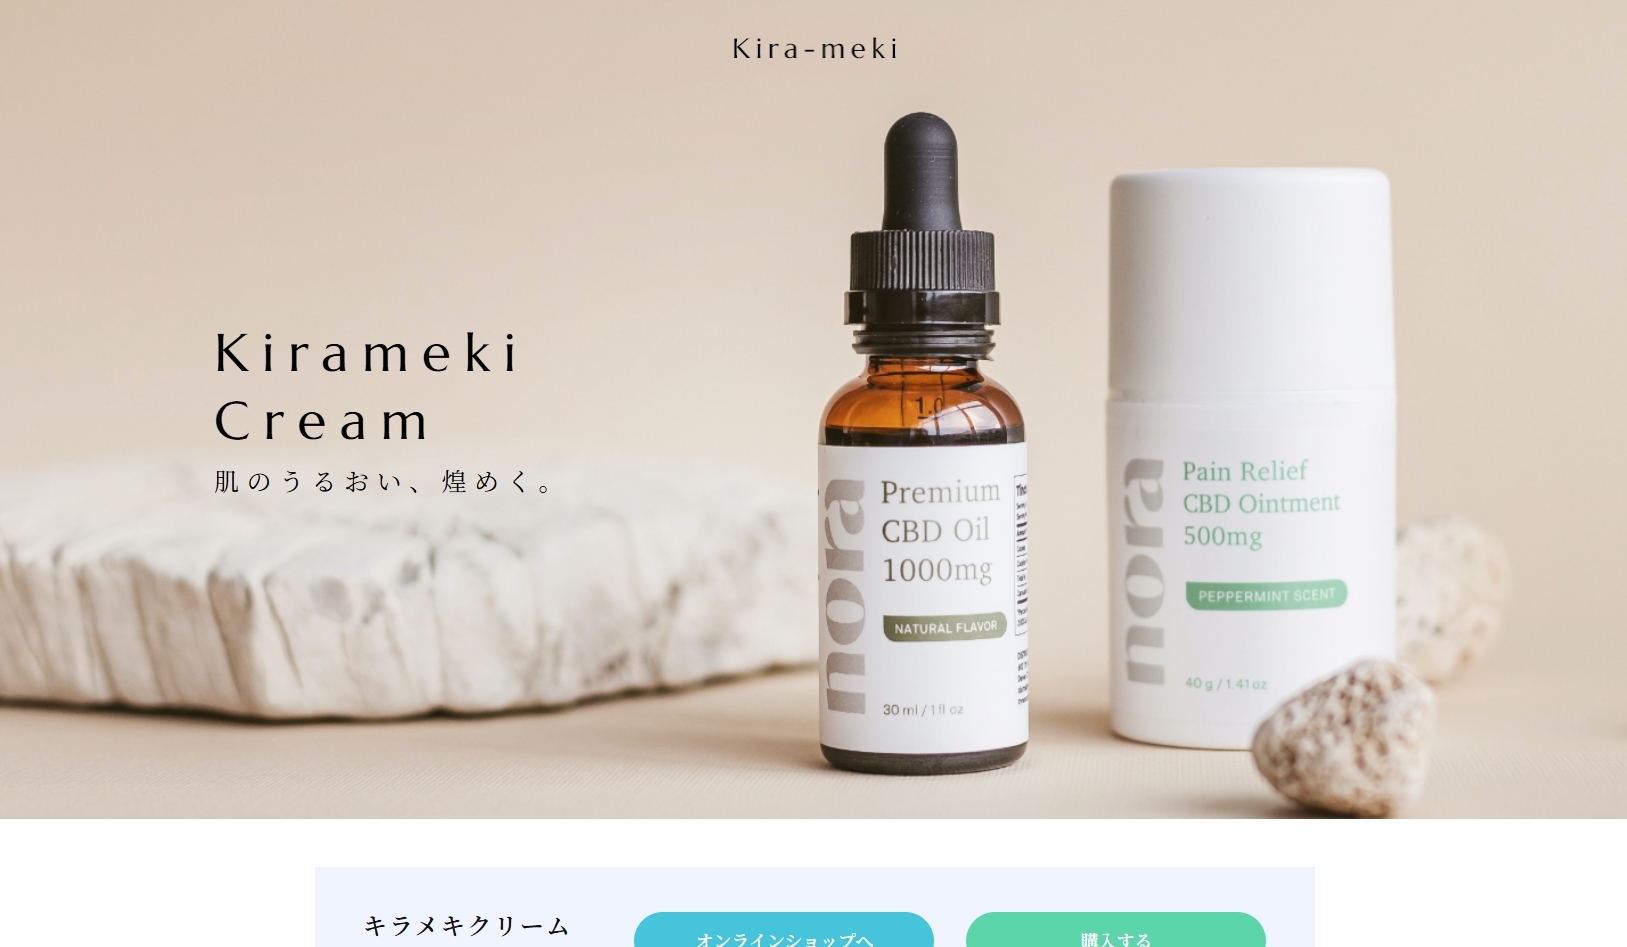 Kira-meki
Kirameki
Cream
肌のうるおい、煌めく。
1.0
nora
Premium
CBD Oil
1000mg
NATURAL FLAVOR
30 ml / 1 fl oz
nora
Pain Relief
CBD Ointment
500mg
PEPPERMINT SCENT
40 g / 1.41 oz
キラメキクリーム
オンラインショップへ
購入する